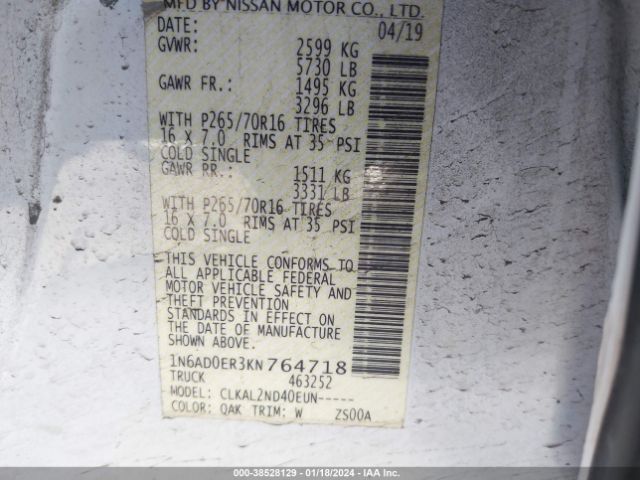 MFD BY NISSAN MOTOR CO., LTD.
DATE: 04/19
GVWR: 2599 KG
5730 LB
GAWR FR.: 1495 KG
3296 LB
WITH P265/70R16 TIRES
16 X 7.0 RIMS AT 35 PSI
COLD SINGLE
GAWR RR.: 1511 KG
3331 LB
WITH P265/70R16 TIRES
16 X 7.0 RIMS AT 35 PSI
COLD SINGLE
THIS VEHICLE CONFORMS TO
ALL APPLICABLE FEDERAL
MOTOR VEHICLE SAFETY AND
THEFT PREVENTION
STANDARDS IN EFFECT ON
THE DATE OF MANUFACTURE
SHOWN ABOVE.
1N6AD0ER3KN764718
TRUCK 463252
MODEL: CLKAL2ND40EUN-----
COLOR: QAK TRIM: W ZS00A
000-38528129 - 01/18/2024 - IAA Inc.